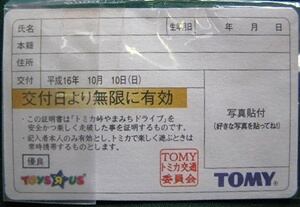 氏名 生年月日 年 月 日
本籍
住所
交付 平成16年 10月 10日(日)
交付日より無限に有効
この証明書は「トミカ峠やまみちドライブ」を
安全かつ楽しく走破した事を証明するものです。
・記入者本人のみ有効とし、トミカで楽しく遊ぶときは
常時携帯するものとします。
写真貼付
(好きな写真を貼ってね!)
優良
TOYS R US
TOMY
トミカ交通
委員会
TOMY